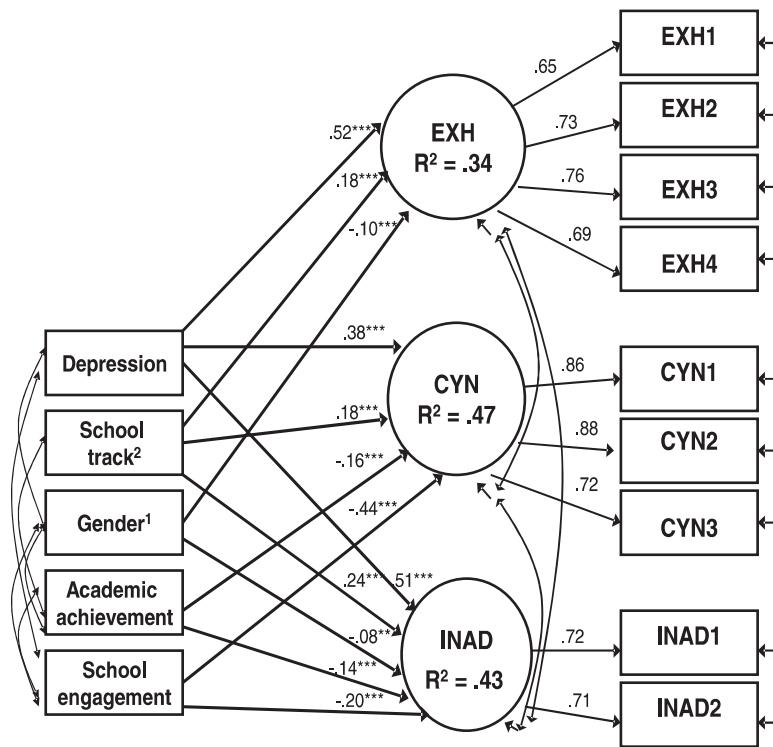 EXH1
.65
EXH2
.73
.52***
EXH
R² = .34
.18***
.76
EXH3
-.10***
.69
EXH4
Depression
.38***
CYN
R² = .47
.86
CYN1
School
track²
.18***
.88
CYN2
-.16***
.72
CYN3
-.44***
Gender¹
Academic
achievement
.24***
.51***
INAD
R² = .43
.72
INAD1
-.08**
-.14***
School
engagement
-.20***
.71
INAD2